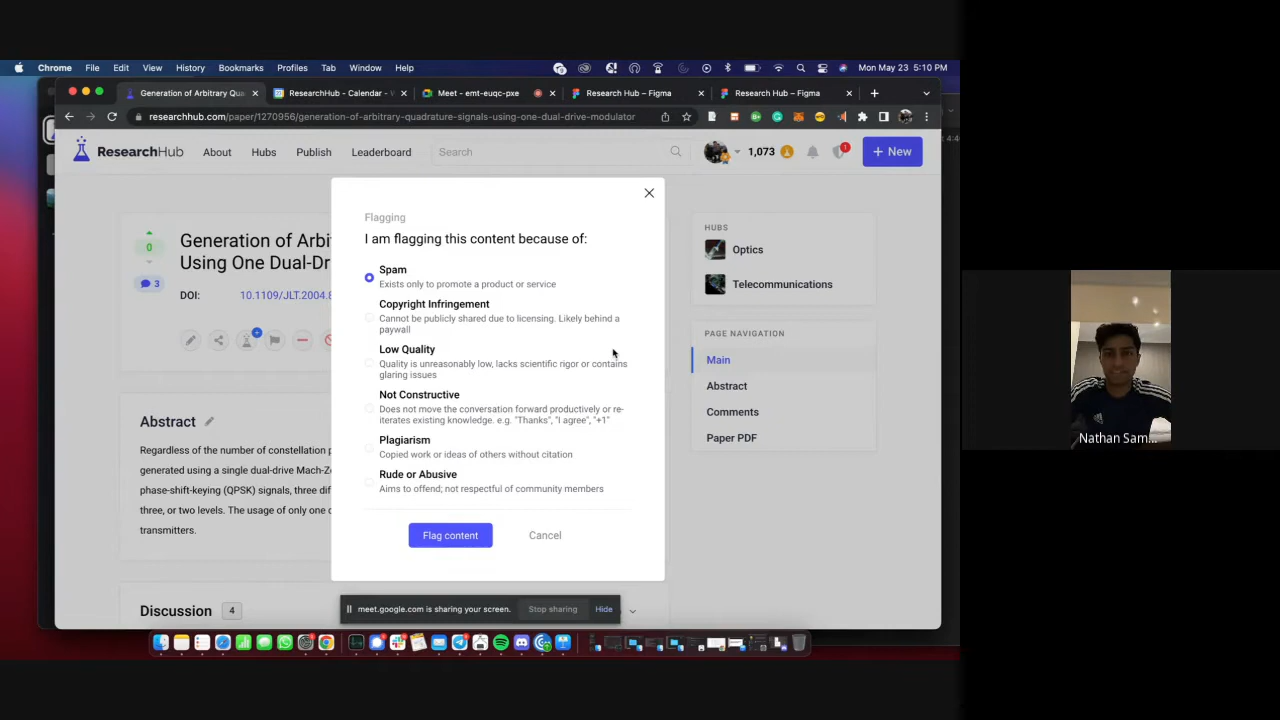 Chrome File Edit View History Bookmarks Profiles Tab Window Help Mon May 23 5:10 PM
Generation of Arbitrary Qua
ResearchHub - Calendar -
Meet - emt-euqc-pxe
Research Hub – Figma
Research Hub – Figma
researchhub.com/paper/1270956/generation-of-arbitrary-quadrature-signals-using-one-dual-drive-modulator
ResearchHub About Hubs Publish Leaderboard Search 1,073 1 + New
Flagging
I am flagging this content because of:
Spam
Exists only to promote a product or service
Copyright Infringement
Cannot be publicly shared due to licensing. Likely behind a
paywall
Low Quality
Quality is unreasonably low, lacks scientific rigor or contains
glaring issues
Not Constructive
Does not move the conversation forward productively or re-
iterates existing knowledge. e.g. "Thanks", "I agree", "+1"
Plagiarism
Copied work or ideas of others without citation
Rude or Abusive
Aims to offend; not respectful of community members
Flag content Cancel
0
3
Generation of Arbi
Using One Dual-Dr
DOI: 10.1109/JLT.2004.8
Abstract
Regardless of the number of constellation p
generated using a single dual-drive Mach-Ze
phase-shift-keying (QPSK) signals, three dif
three, or two levels. The usage of only one d
transmitters.
Discussion 4
HUBS
Optics
Telecommunications
PAGE NAVIGATION
Main
Abstract
Comments
Paper PDF
meet.google.com is sharing your screen. Stop sharing Hide
Nathan Sam...